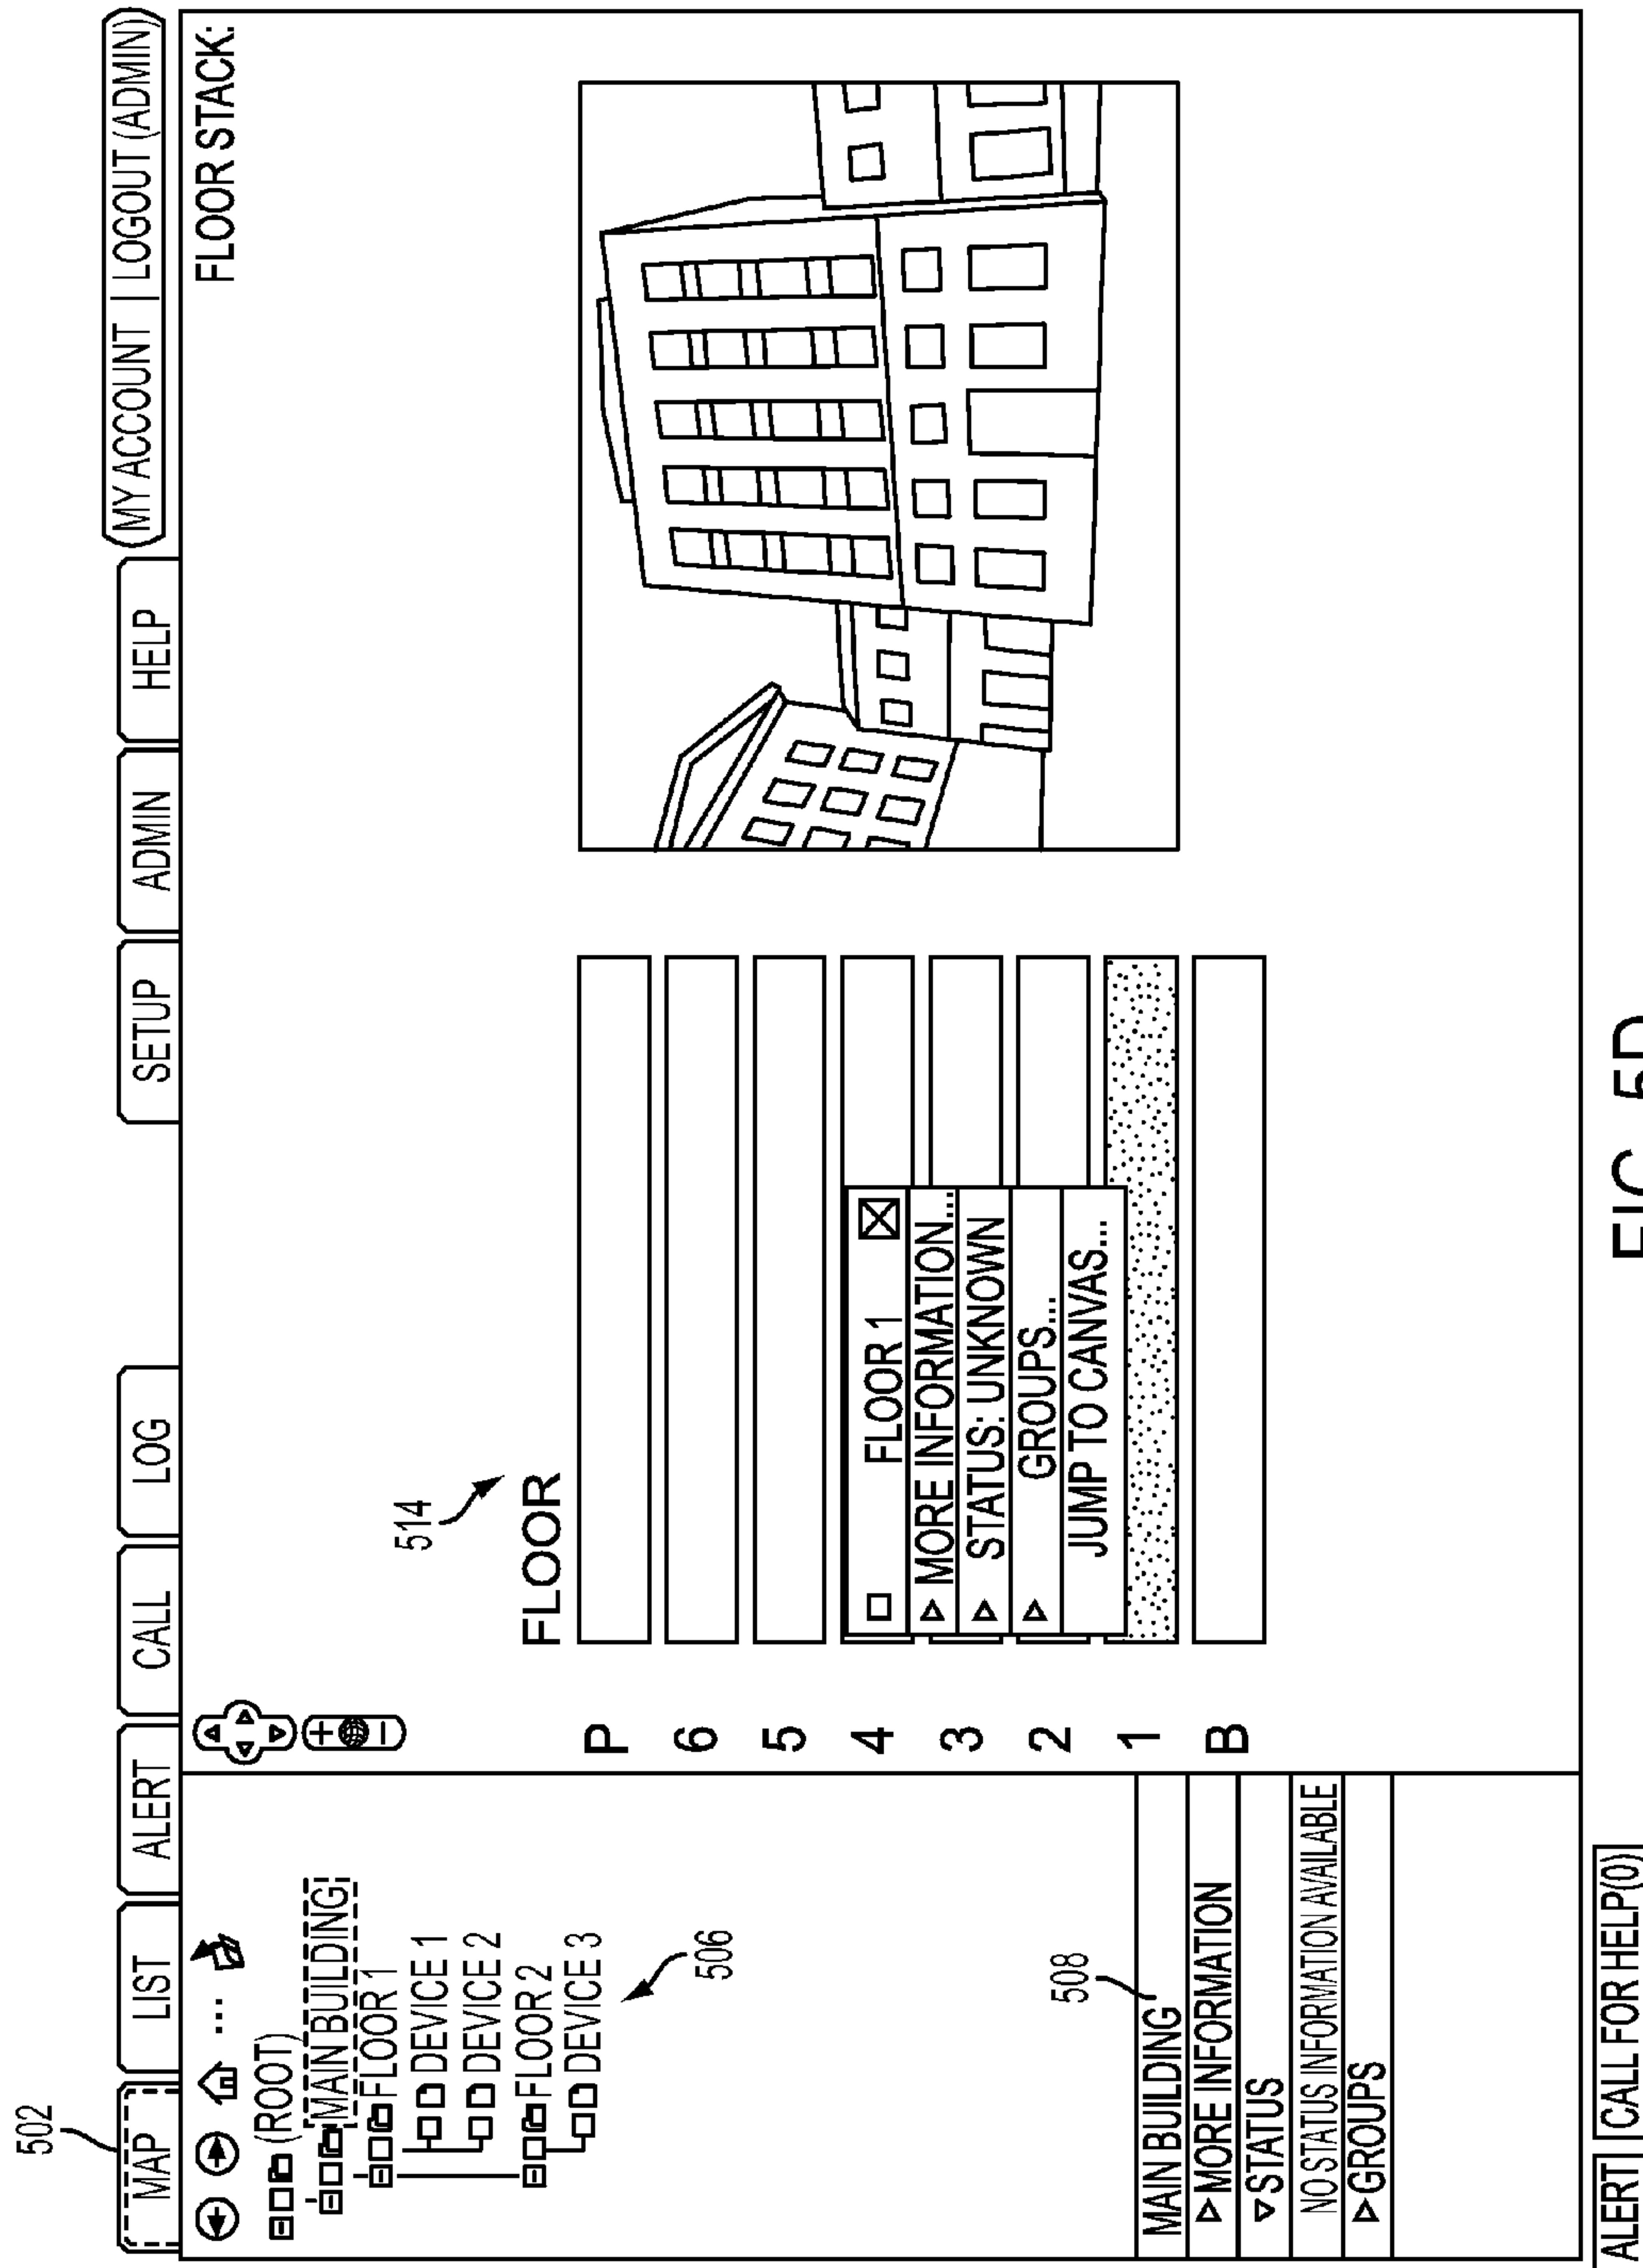 502
MAP LIST ALERT CALL LOG SETUP ADMIN HELP MY ACCOUNT | LOGOUT (ADMIN)
...
(ROOT)
MAIN BUILDING
FLOOR 1
DEVICE 1
DEVICE 2
FLOOR 2
DEVICE 3
506
508
MAIN BUILDING
MORE INFORMATION
STATUS
NO STATUS INFORMATION AVAILABLE
GROUPS
FLOOR STACK:
514
FLOOR
P
6
5
4
3
2
1
B
FLOOR 1
MORE INFORMATION...
STATUS: UNKNOWN
GROUPS...
JUMP TO CANVAS...
ALERT CALL FOR HELP(0)